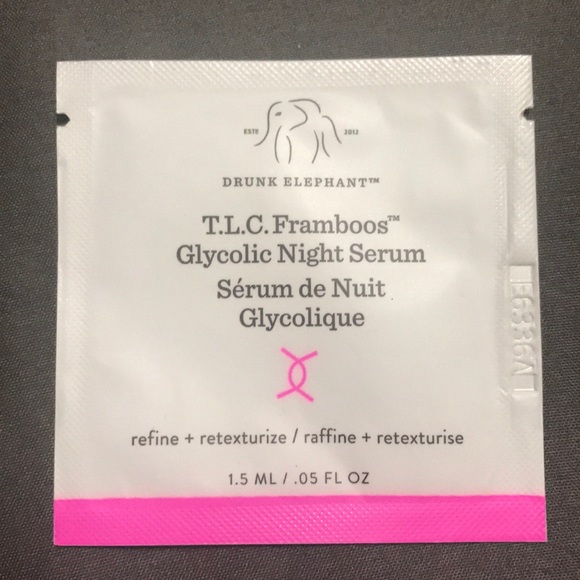 ESTD 2012
DRUNK ELEPHANT™
T.L.C. Framboos™
Glycolic Night Serum
Sérum de Nuit
Glycolique
refine + retexturize / raffine + retexturise
1.5 ML / .05 FL OZ